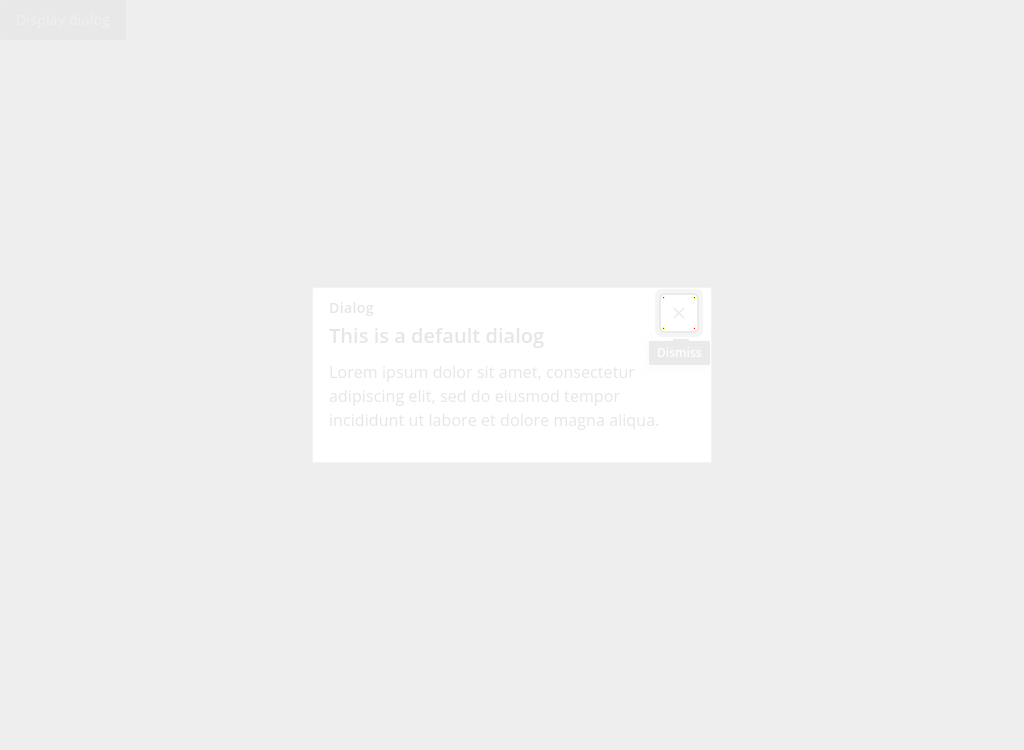 Display dialog
Dialog
This is a default dialog
Dismiss
Lorem ipsum dolor sit amet, consectetur
adipiscing elit, sed do eiusmod tempor
incididunt ut labore et dolore magna aliqua.